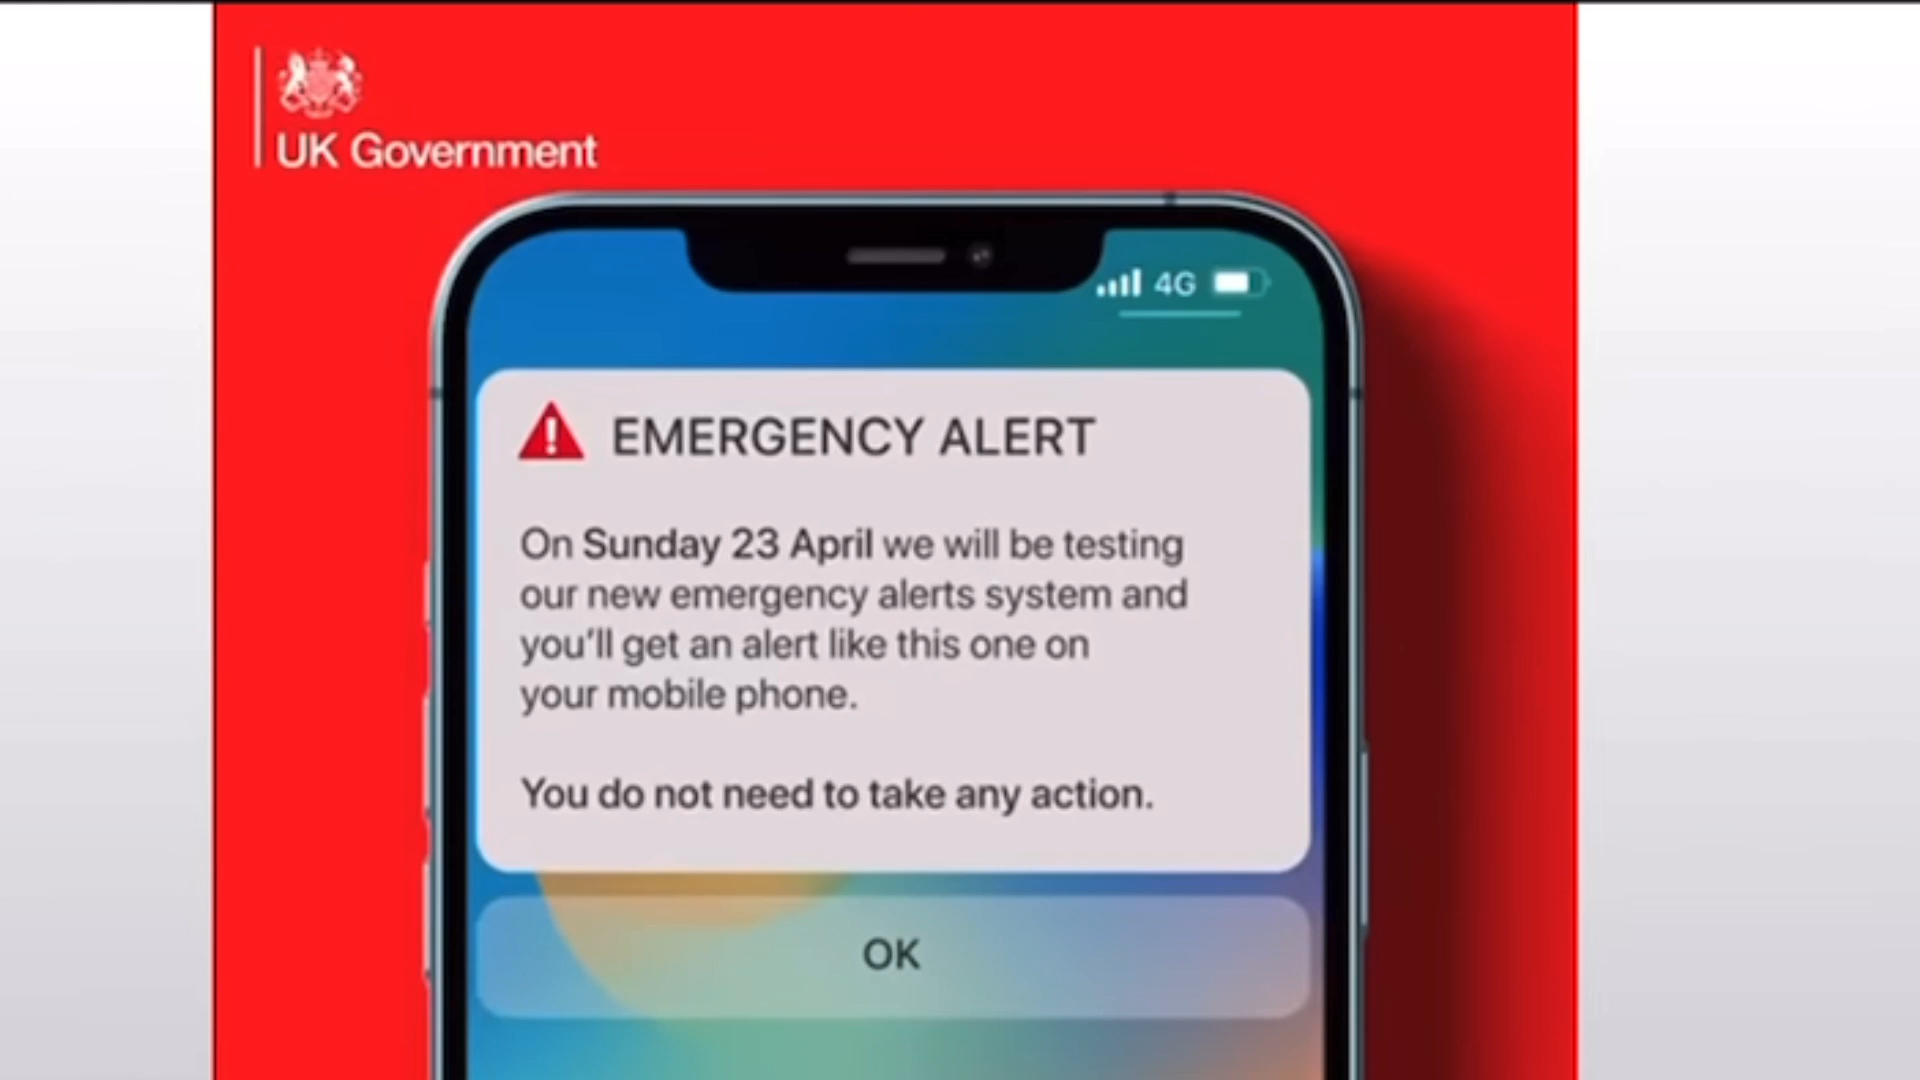 UK Government
4G
EMERGENCY ALERT
On Sunday 23 April we will be testing
our new emergency alerts system and
you'll get an alert like this one on
your mobile phone.
You do not need to take any action.
OK